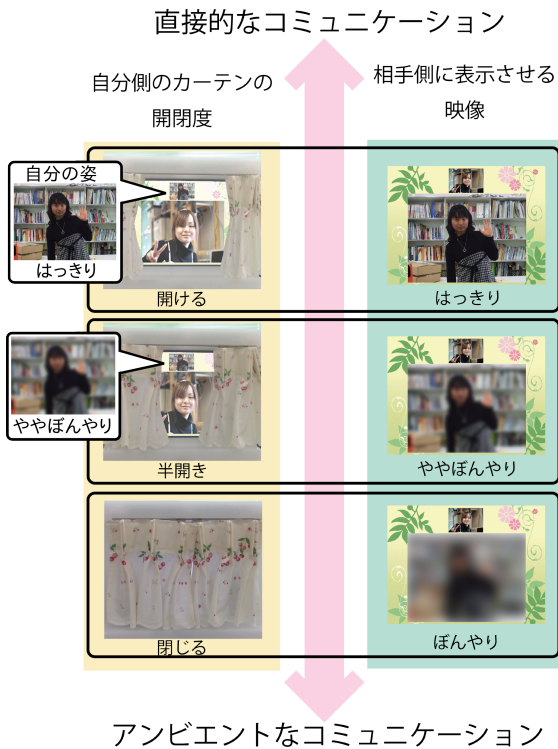 直接的なコミュニケーション
自分側のカーテンの
開閉度
相手側に表示させる
映像
自分の姿
はっきり
開ける
はっきり
ややぼんやり
半開き
ややぼんやり
閉じる
ぼんやり
アンビエントなコミュニケーション